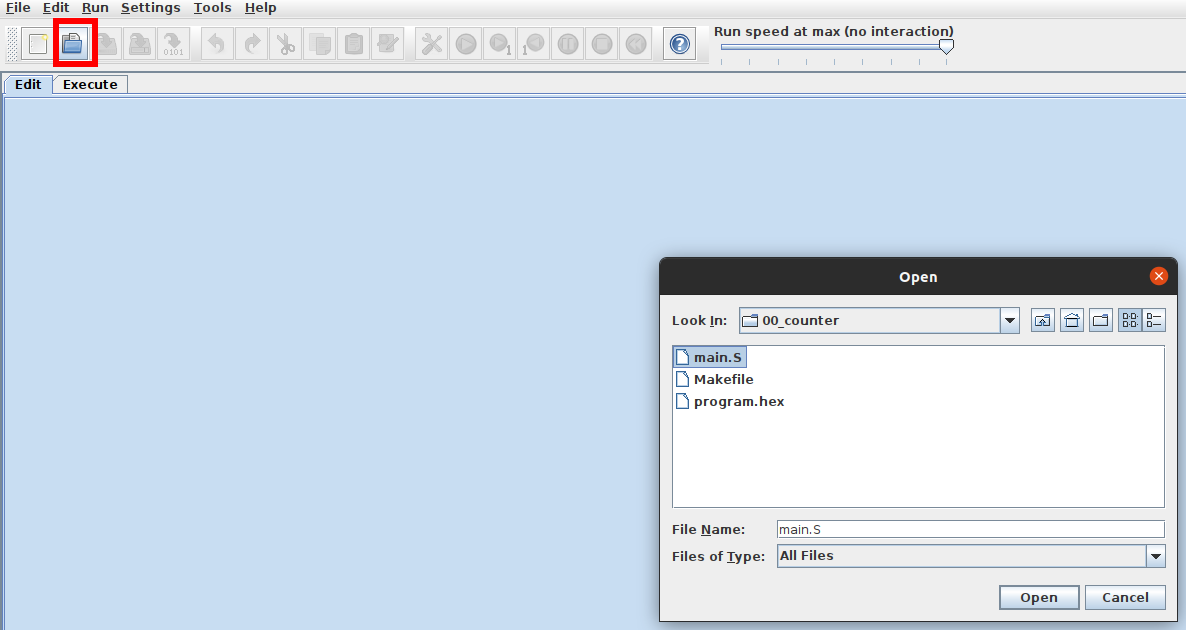 File Edit Run Settings Tools Help
Run speed at max (no interaction)
0101
1
1
?
Edit Execute
Open
Look In: 00_counter
main.S
Makefile
program.hex
File Name: main.S
Files of Type: All Files
Open Cancel